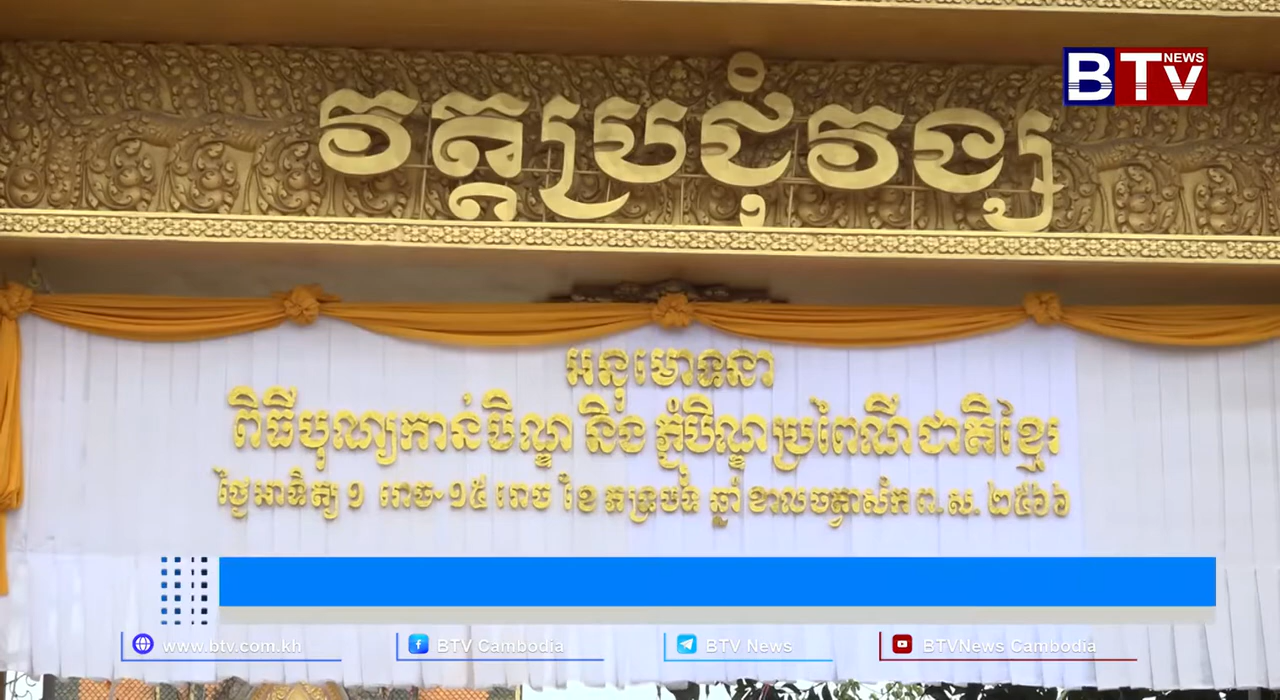 BTV NEWS
វត្តប្រជុំវង្ស
អនុមោទនា
ពិធីបុណ្យកាន់បិណ្ឌ និង ភ្ជុំបិណ្ឌប្រពៃណីជាតិខ្មែរ
ថ្ងៃអាទិត្យ ១ រោច-១៥ រោច ខែ ភទ្របទ ឆ្នាំ ខាលចត្វាស័ក ព.ស. ២៥៦៦
www.btv.com.kh
BTV Cambodia
BTV News
BTVNews Cambodia